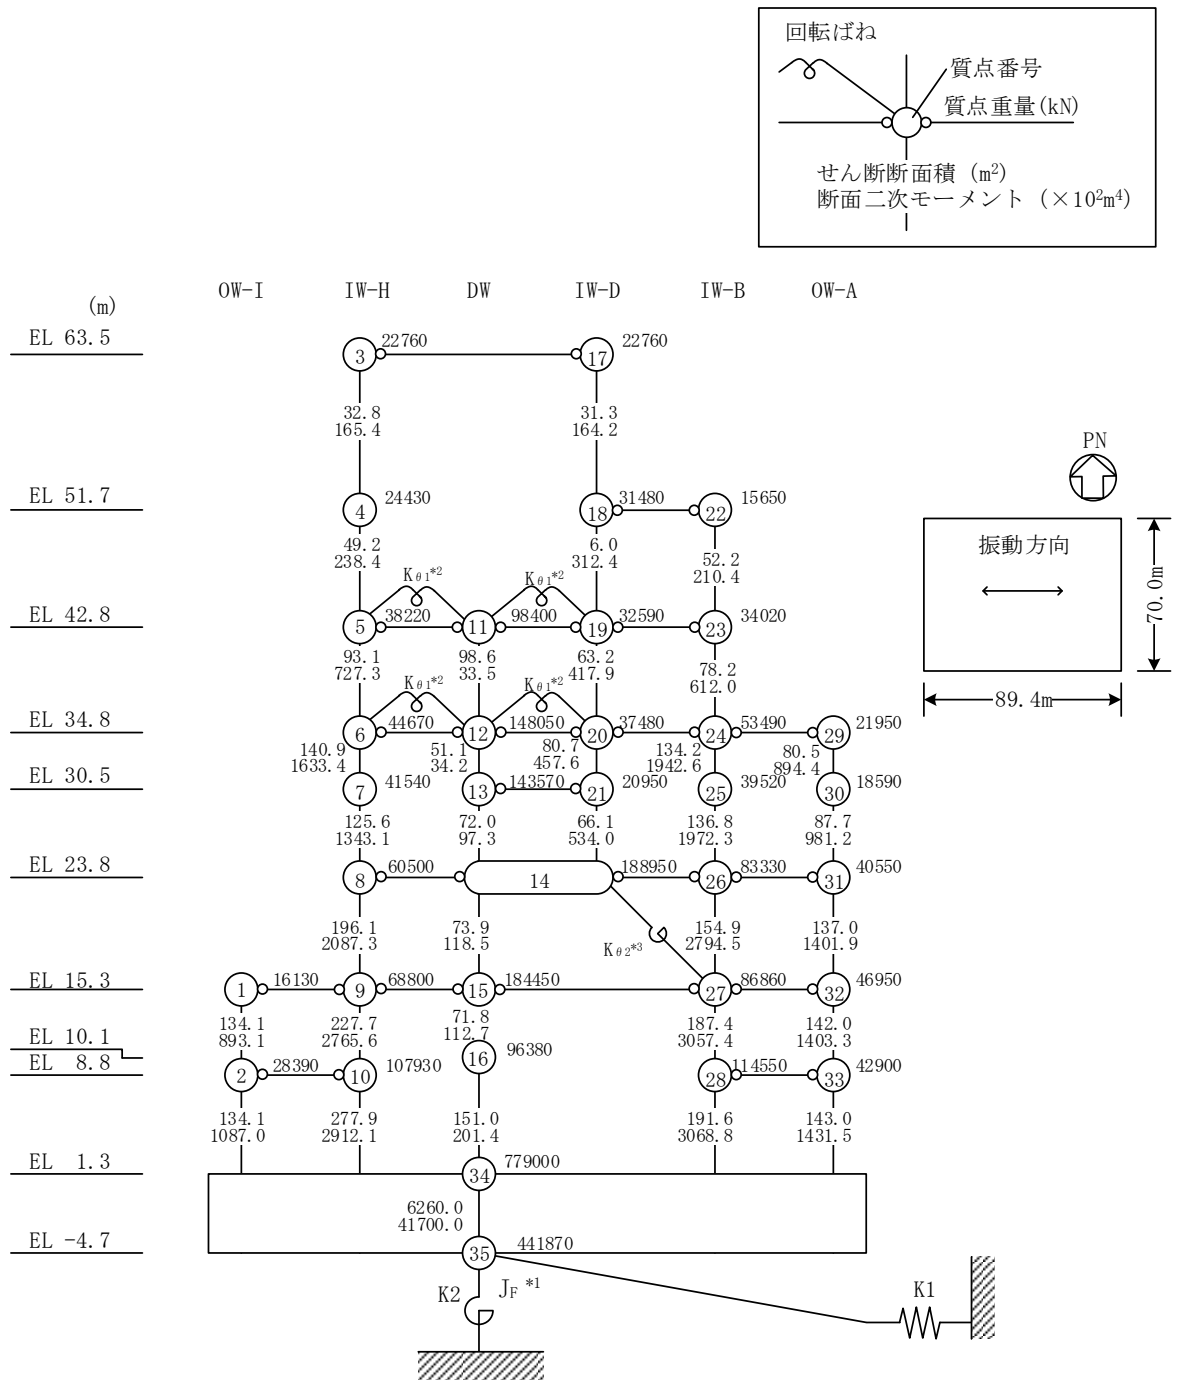 回転ばね
質点番号
質点重量(kN)
せん断断面積 (m²)
断面二次モーメント (×10²m⁴)
OW-I IW-H DW IW-D IW-B OW-A
(m)
EL 63.5
3 22760 17 22760
32.8 31.3
165.4 164.2
PN
EL 51.7
4 24430 18 31480 22 15650
振動方向
70.0m
89.4m
49.2 6.0 52.2
238.4 312.4 210.4
Kθ1*2 Kθ1*2
EL 42.8
5 38220 11 98400 19 32590 23 34020
93.1 98.6 63.2 78.2
727.3 33.5 417.9 612.0
Kθ1*2 Kθ1*2
EL 34.8
6 44670 12 148050 20 37480 24 53490 29 21950
140.9 51.1 80.7 134.2 80.5
1633.4 34.2 457.6 1942.6 894.4
EL 30.5
7 41540 13 143570 21 20950 25 39520 30 18590
125.6 72.0 66.1 136.8 87.7
1343.1 97.3 534.0 1972.3 981.2
EL 23.8
8 60500 14 188950 26 83330 31 40550
196.1 73.9 154.9 137.0
2087.3 118.5 2794.5 1401.9
Kθ2*3
EL 15.3
1 16130 9 68800 15 184450 27 86860 32 46950
134.1 227.7 71.8 187.4 142.0
893.1 2765.6 112.7 3057.4 1403.3
EL 10.1
16 96380
EL 8.8
2 28390 10 107930 28 114550 33 42900
134.1 277.9 151.0 191.6 143.0
1087.0 2912.1 201.4 3068.8 1431.5
EL 1.3
34 779000
6260.0
41700.0
EL -4.7
35 441870
K2 JF *1
K1